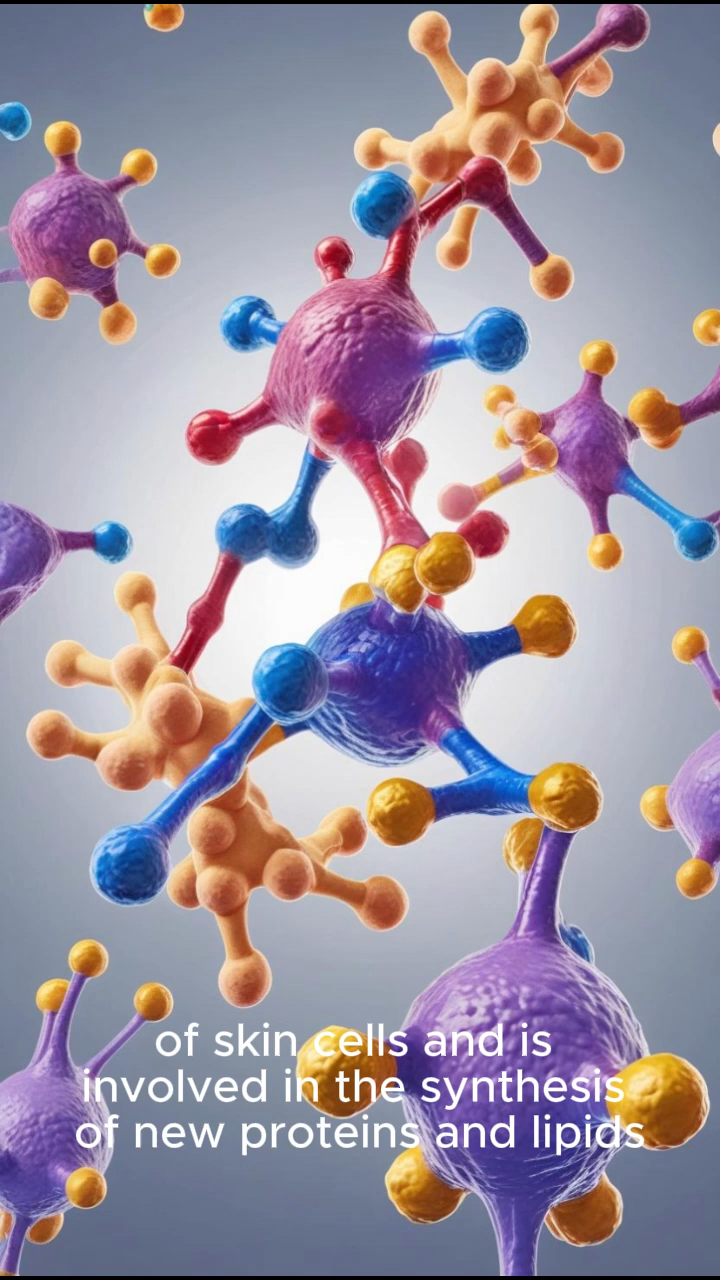 of skin cells and is
involved in the synthesis
of new proteins and lipids